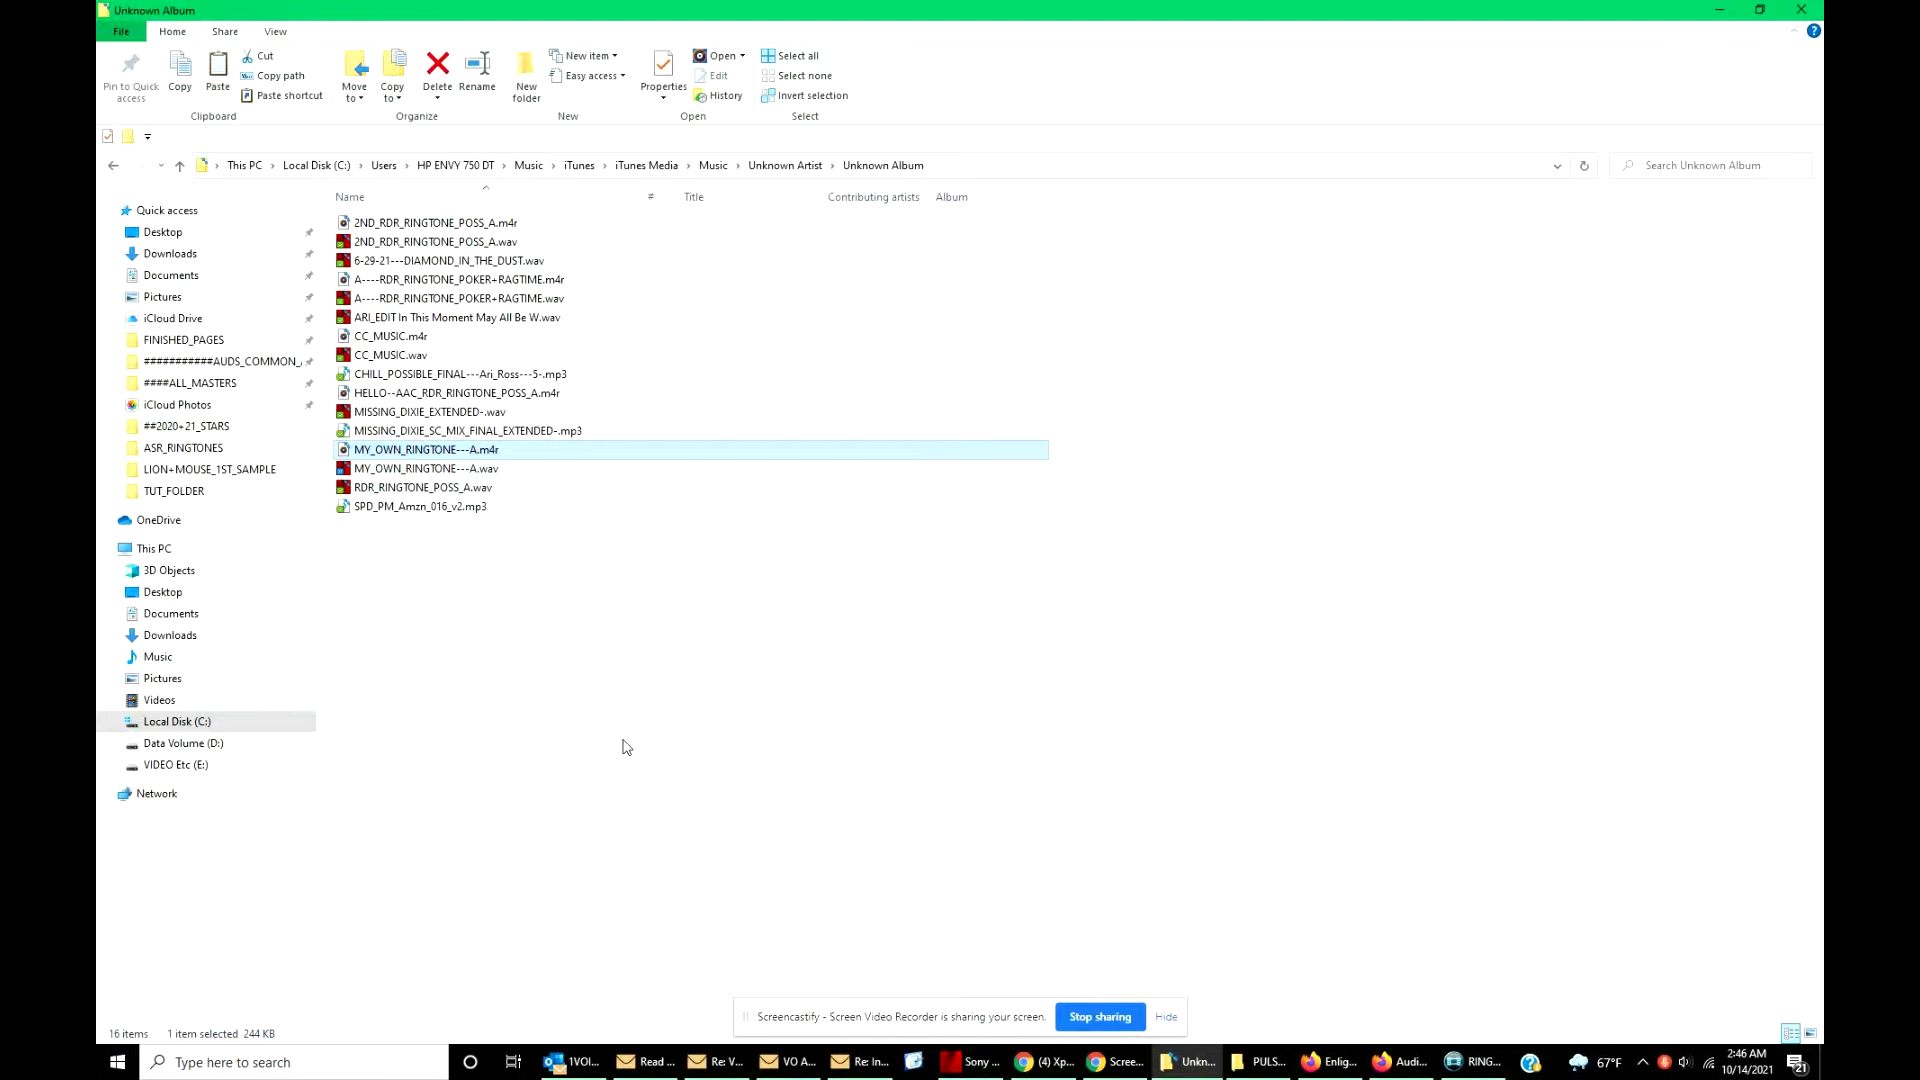 Unknown Album
File Home Share View
Pin to Quick access
Copy
Paste
Cut
Copy path
Paste shortcut
Move to
Copy to
Delete
Rename
New folder
New item
Easy access
Properties
Open
Edit
History
Select all
Select none
Invert selection
Clipboard Organize New Open Select
This PC › Local Disk (C:) › Users › HP ENVY 750 DT › Music › iTunes › iTunes Media › Music › Unknown Artist › Unknown Album
Search Unknown Album
Name # Title Contributing artists Album
Quick access
Desktop
Downloads
Documents
Pictures
iCloud Drive
FINISHED_PAGES
###########AUDS_COMMON_
####ALL_MASTERS
iCloud Photos
##2020+21_STARS
ASR_RINGTONES
LION+MOUSE_1ST_SAMPLE
TUT_FOLDER
OneDrive
This PC
3D Objects
Desktop
Documents
Downloads
Music
Pictures
Videos
Local Disk (C:)
Data Volume (D:)
VIDEO Etc (E:)
Network
2ND_RDR_RINGTONE_POSS_A.m4r
2ND_RDR_RINGTONE_POSS_A.wav
6-29-21---DIAMOND_IN_THE_DUST.wav
A----RDR_RINGTONE_POKER+RAGTIME.m4r
A----RDR_RINGTONE_POKER+RAGTIME.wav
ARI_EDIT In This Moment May All Be W.wav
CC_MUSIC.m4r
CC_MUSIC.wav
CHILL_POSSIBLE_FINAL---Ari_Ross---5-.mp3
HELLO--AAC_RDR_RINGTONE_POSS_A.m4r
MISSING_DIXIE_EXTENDED-.wav
MISSING_DIXIE_SC_MIX_FINAL_EXTENDED-.mp3
MY_OWN_RINGTONE---A.m4r
MY_OWN_RINGTONE---A.wav
RDR_RINGTONE_POSS_A.wav
SPD_PM_Amzn_016_v2.mp3
Screencastify - Screen Video Recorder is sharing your screen. Stop sharing Hide
16 items 1 item selected 244 KB
Type here to search 1VOI... Read ... Re: V... VO A... Re: In... Sony ... (4) Xp... Scree... Unkn... PULS... Enlig... Audi... RING... 67°F 2:46 AM
10/14/2021 21